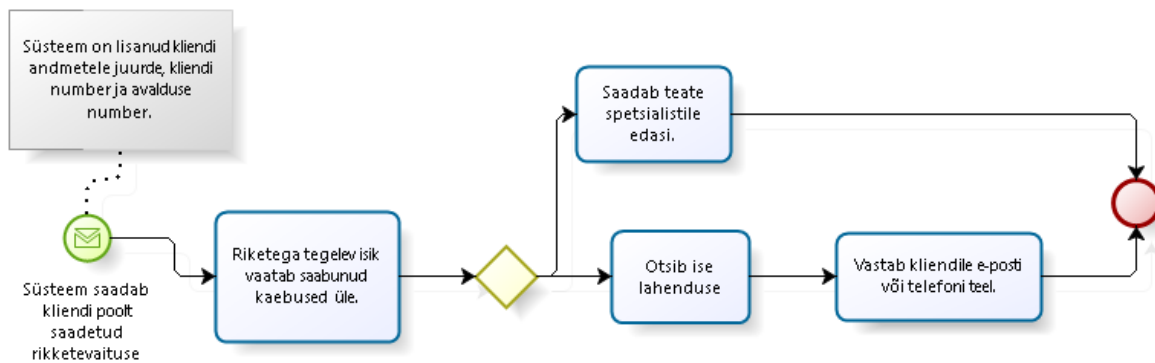 Süsteem on lisanud kliendi
andmetele juurde, kliendi
number ja avalduse
number.
Süsteem saadab
kliendi poolt
saadetud
rikketevaituse
Riketega tegelev isik
vaatab saabunud
kaebused üle.
Saadab teate
spetsialistile
edasi.
Otsib ise
lahenduse
Vastab kliendile e-posti
või telefoni teel.